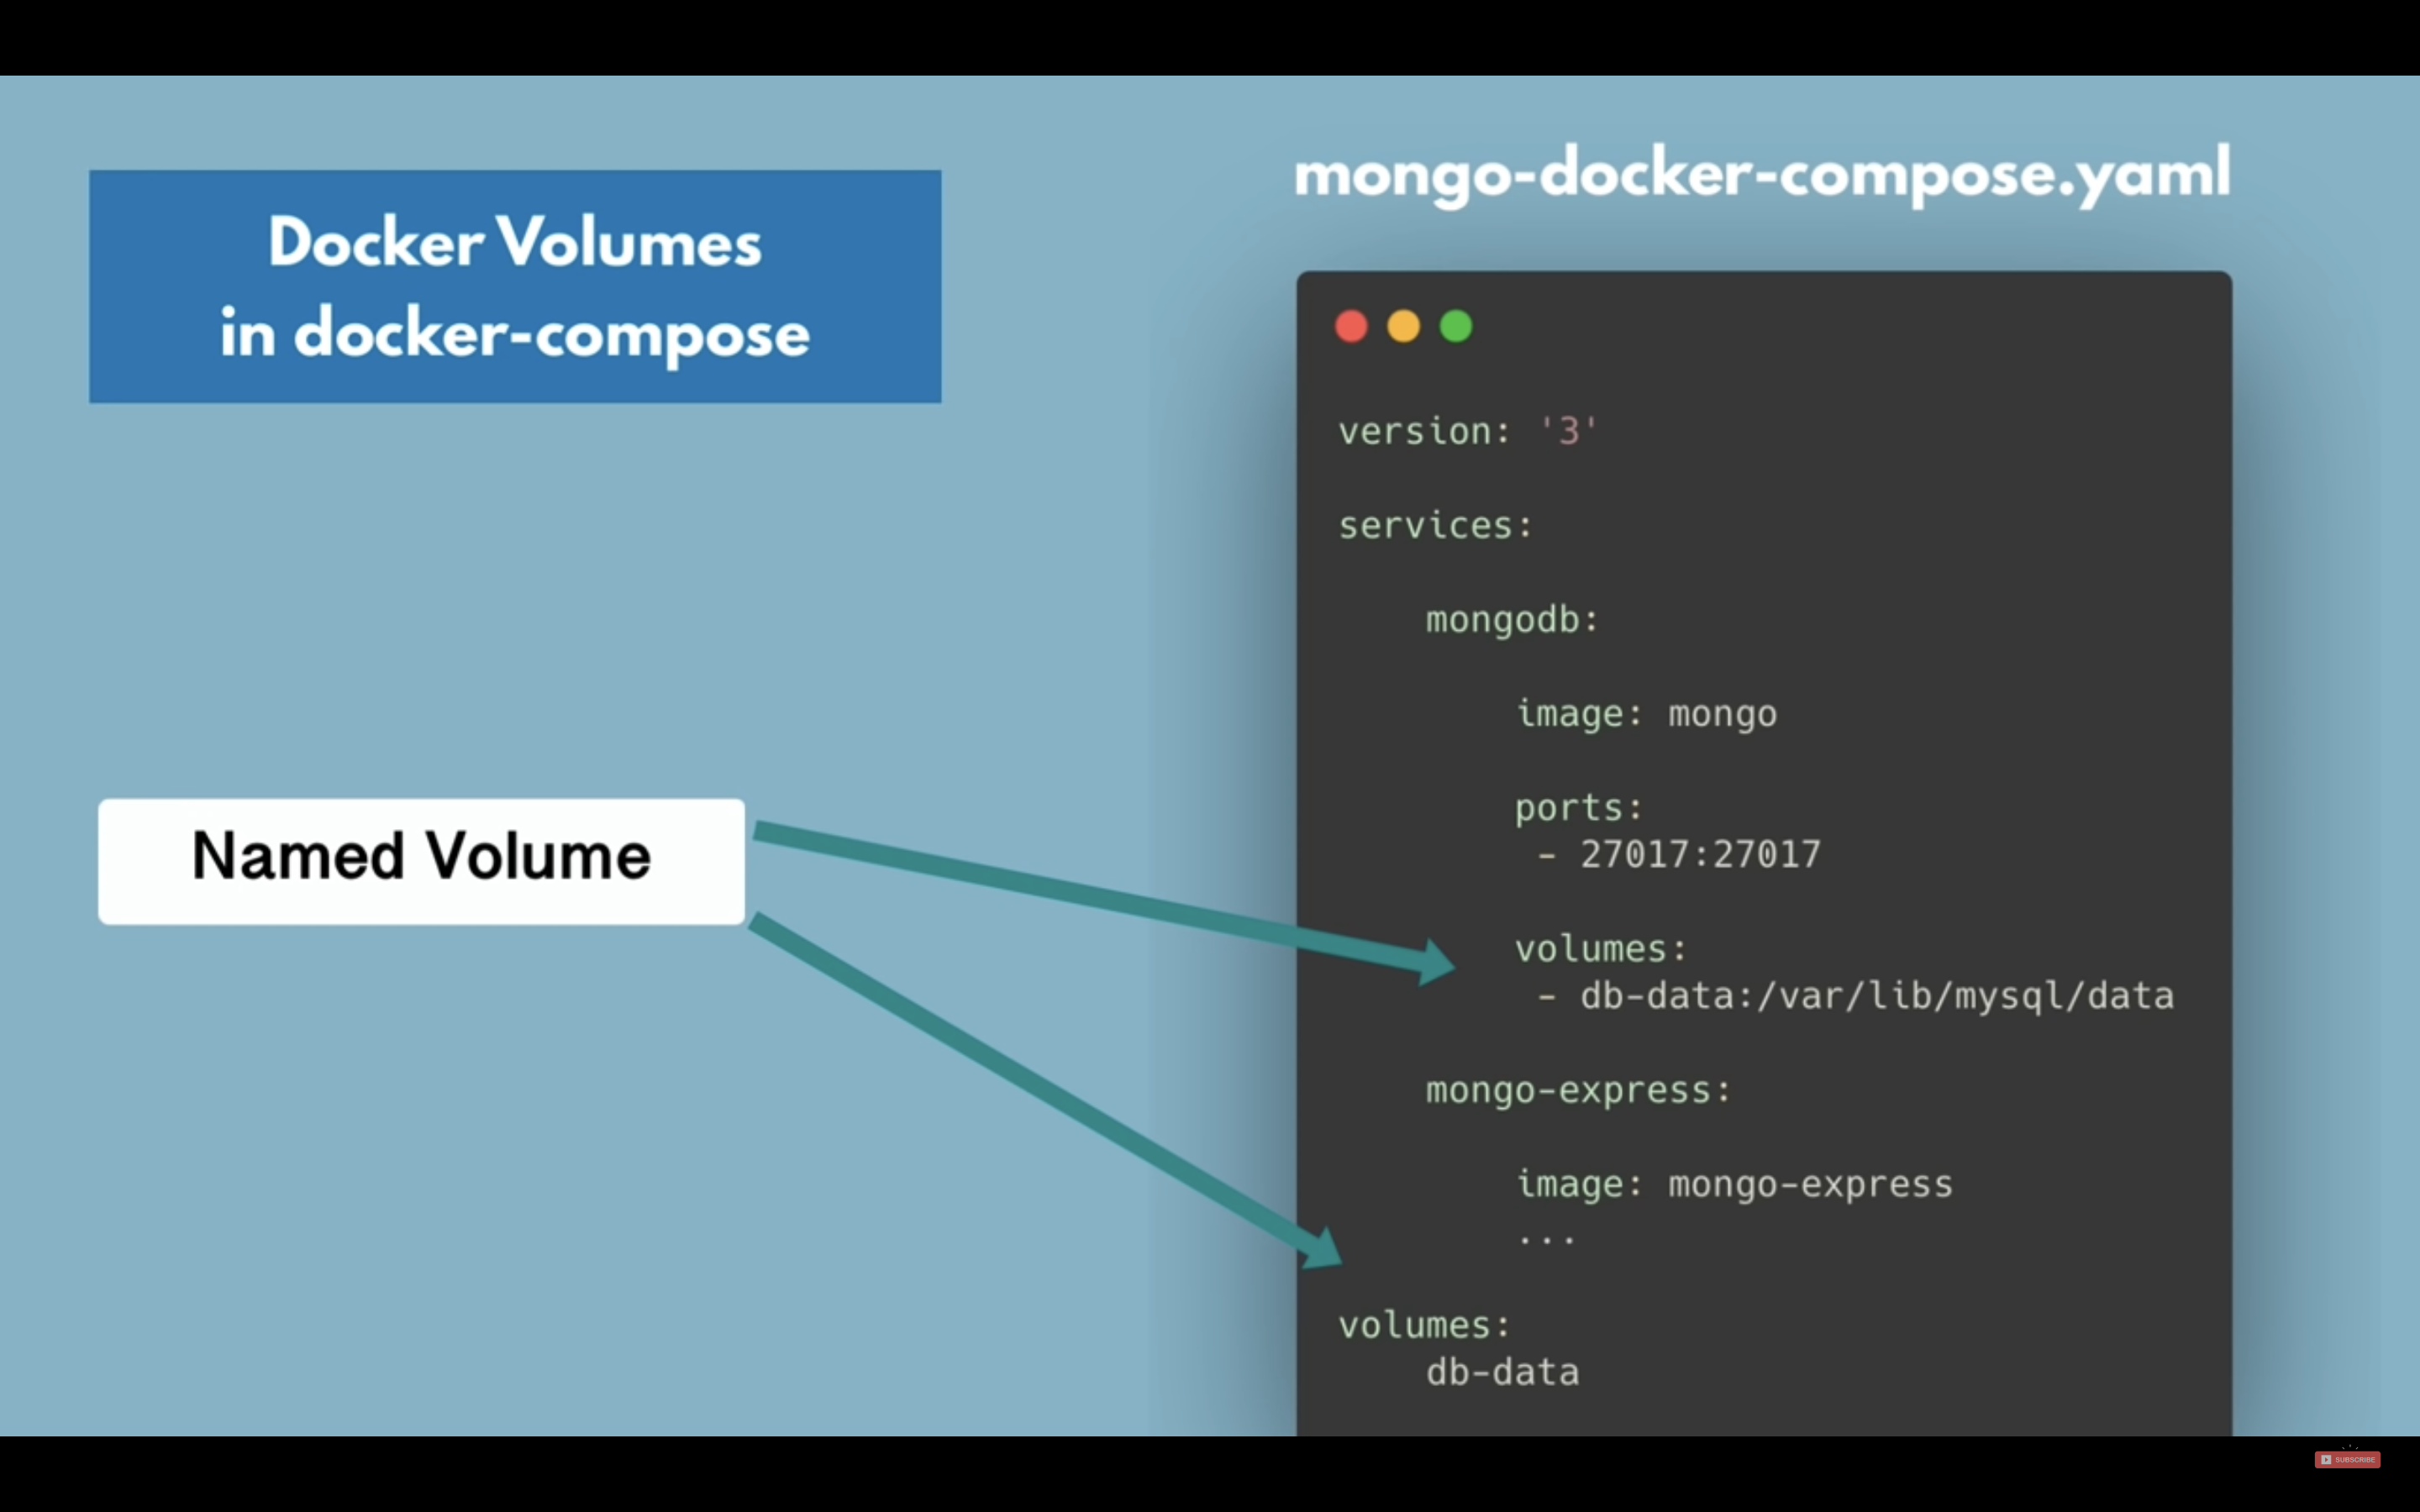 Docker Volumes
in docker-compose
Named Volume
mongo-docker-compose.yaml
version: '3'
services:
mongodb:
image: mongo
ports:
- 27017:27017
volumes:
- db-data:/var/lib/mysql/data
mongo-express:
image: mongo-express
...
volumes:
db-data
SUBSCRIBE